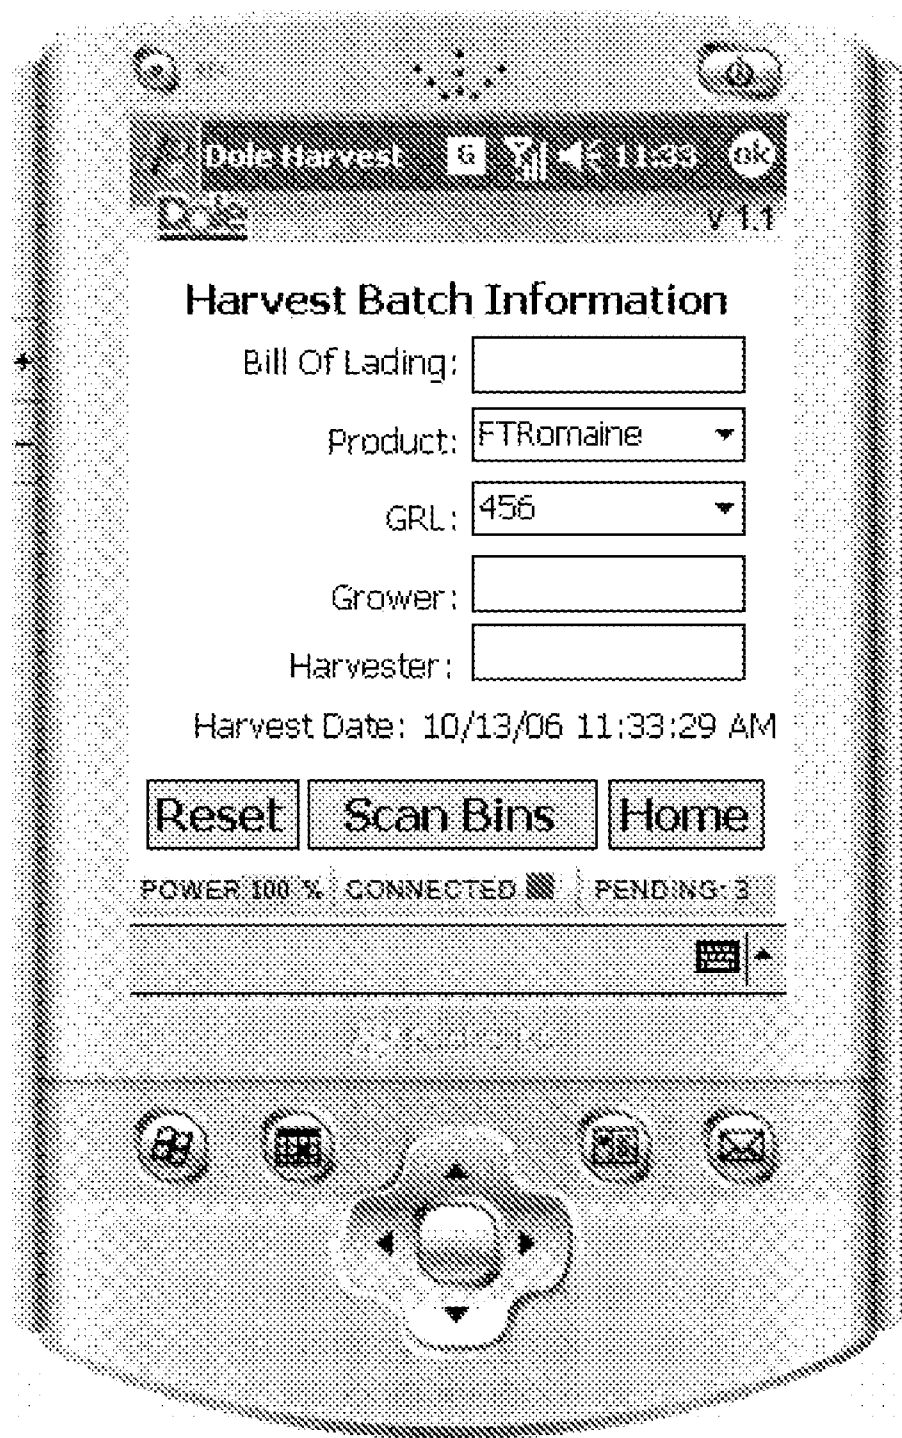 Dole Harvest G 11:33 ok
Dole V 1.1
Harvest Batch Information
Bill Of Lading:
Product: FTRomaine
GRL: 456
Grower:
Harvester:
Harvest Date: 10/13/06 11:33:29 AM
Reset Scan Bins Home
POWER 100 % CONNECTED PENDING: 3